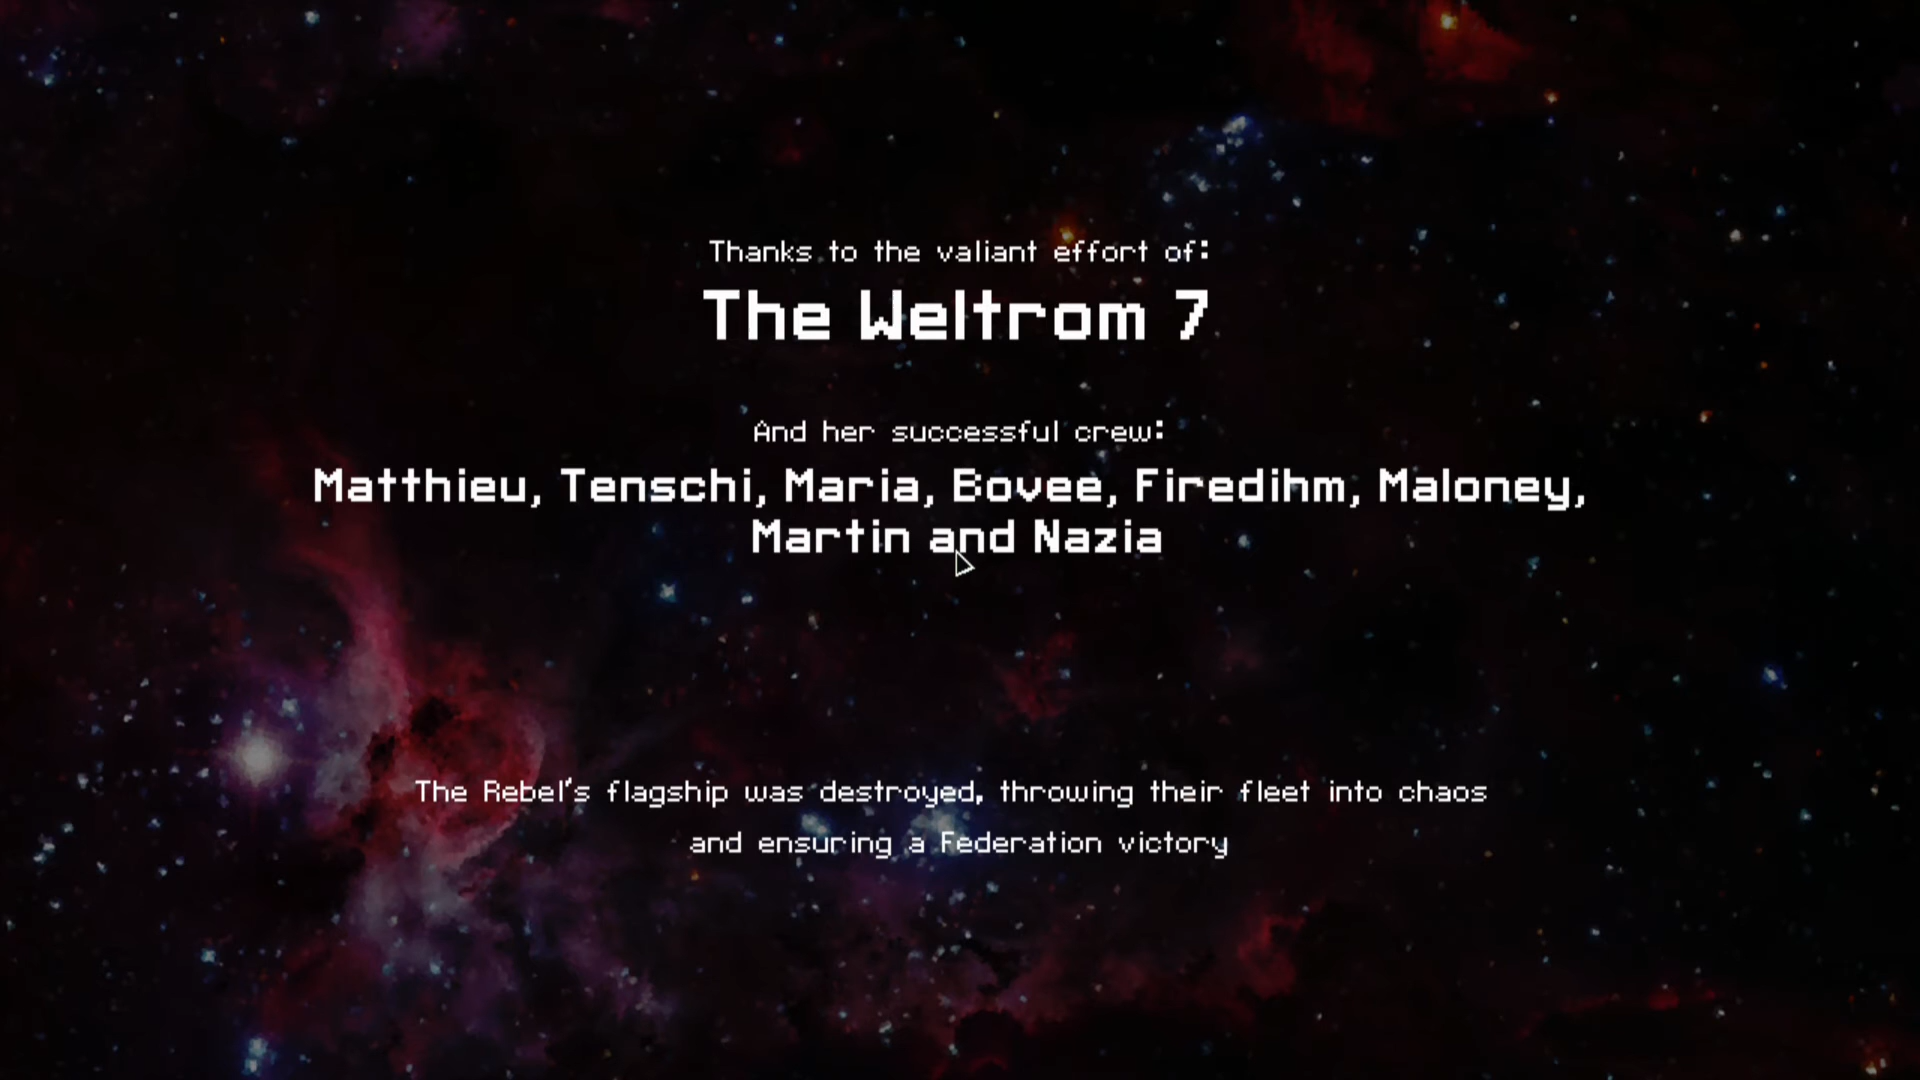 Thanks to the valiant effort of:
The Weltrom 7
And her successful crew:
Matthieu, Tenschi, Maria, Bovee, Firedihm, Maloney,
Martin and Nazia
The Rebel's flagship was destroyed, throwing their fleet into chaos
and ensuring a Federation victory